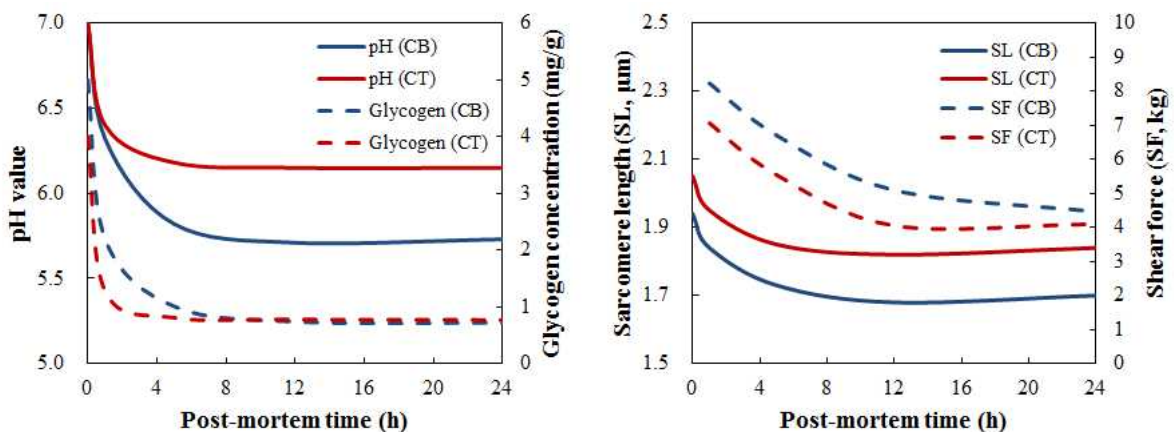 7.0
6.5
6.0
5.5
5.0
pH value
6
5
4
3
2
1
0
Glycogen concentration (mg/g)
pH (CB)
pH (CT)
Glycogen (CB)
Glycogen (CT)
0 4 8 12 16 20 24
Post-mortem time (h)
2.5
2.3
2.1
1.9
1.7
1.5
Sarcomere length (SL, μm)
10
9
8
7
6
5
4
3
2
1
0
Shear force (SF, kg)
SL (CB)
SL (CT)
SF (CB)
SF (CT)
0 4 8 12 16 20 24
Post-mortem time (h)